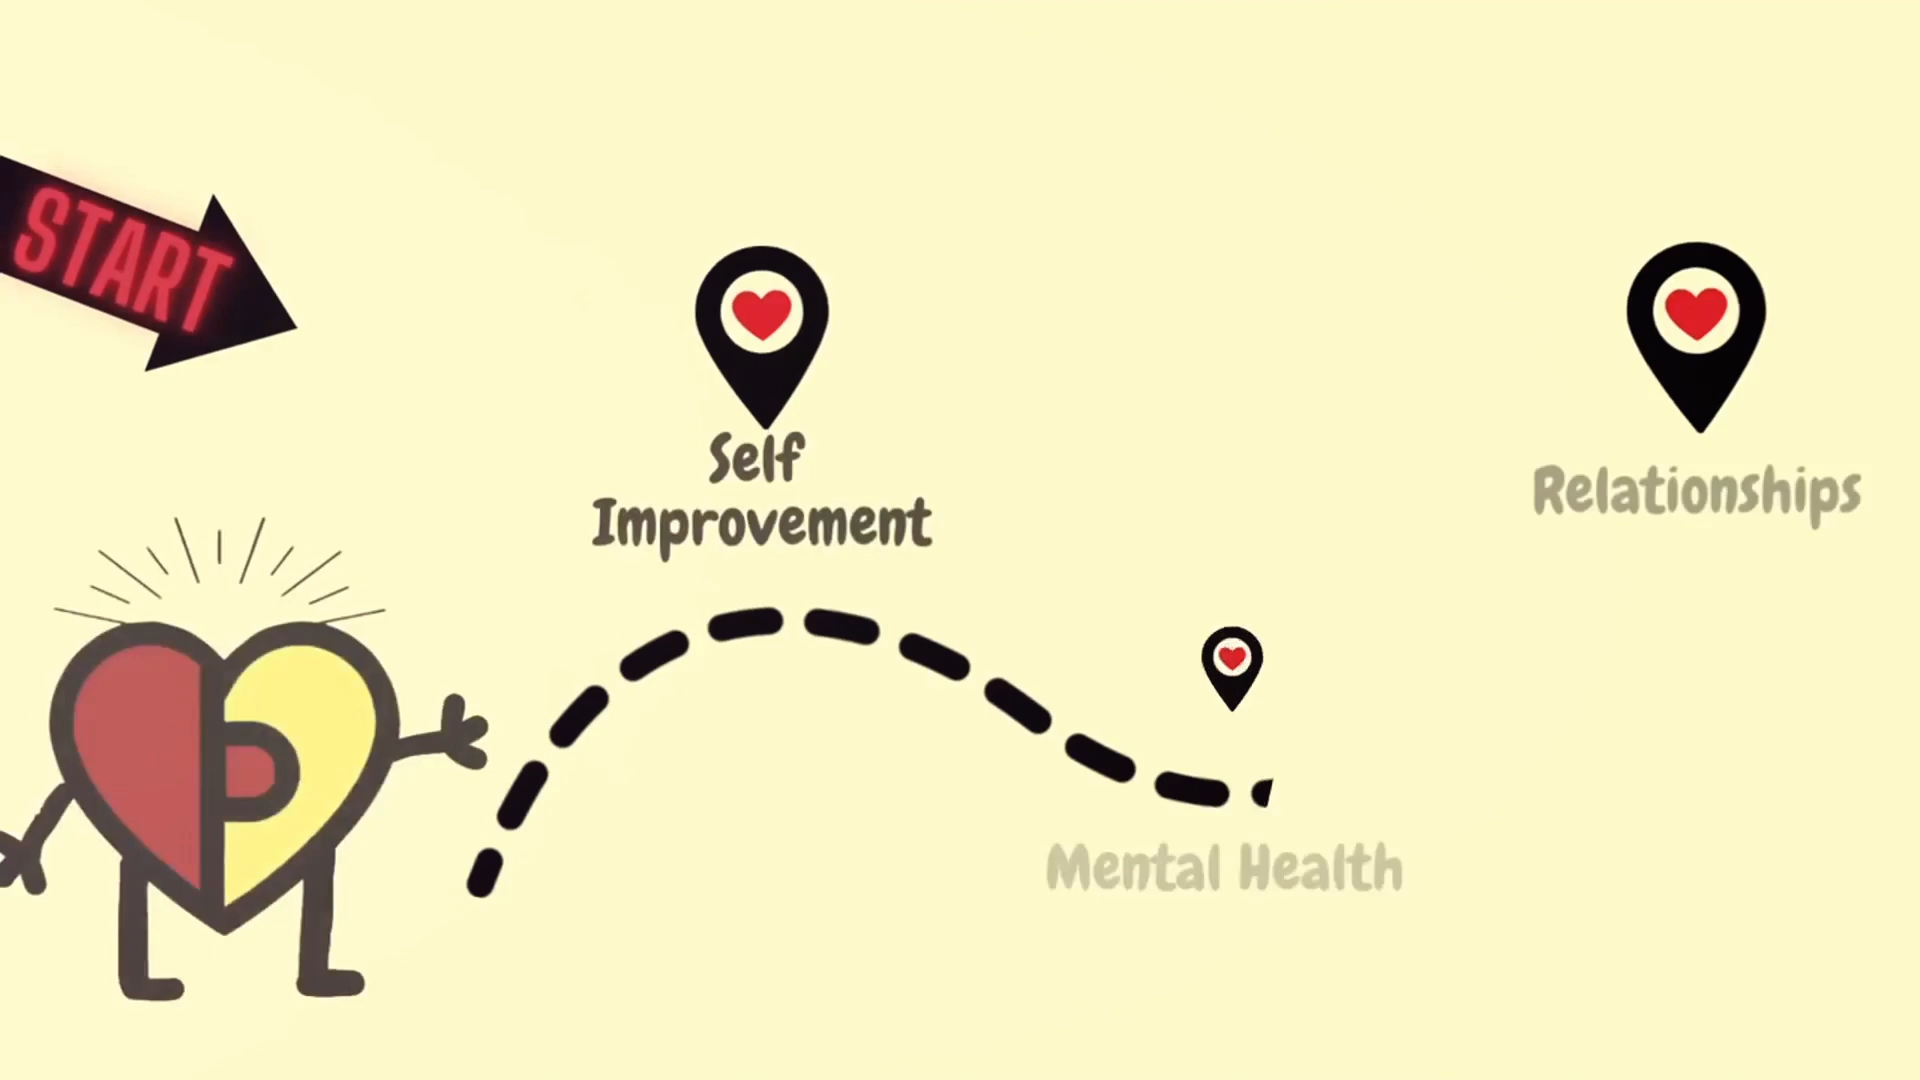 START
Self
Improvement
Relationships
Mental Health